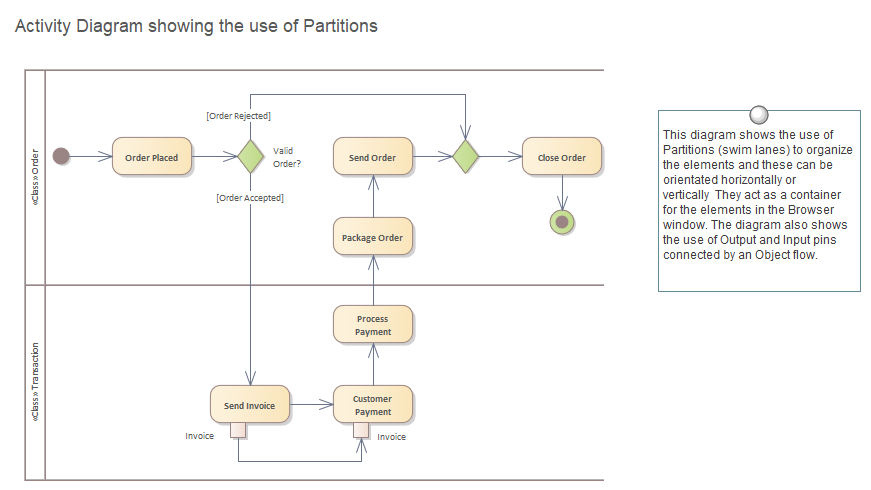 Activity Diagram showing the use of Partitions
«Class» Order
[Order Rejected]
Order Placed
Valid
Order?
[Order Accepted]
Send Order
Close Order
Package Order
«Class» Transaction
Process
Payment
Send Invoice
Customer
Payment
Invoice
Invoice
This diagram shows the use of
Partitions (swim lanes) to organize
the elements and these can be
orientated horizontally or
vertically  They act as a container
for the elements in the Browser
window. The diagram also shows
the use of Output and Input pins
connected by an Object flow.